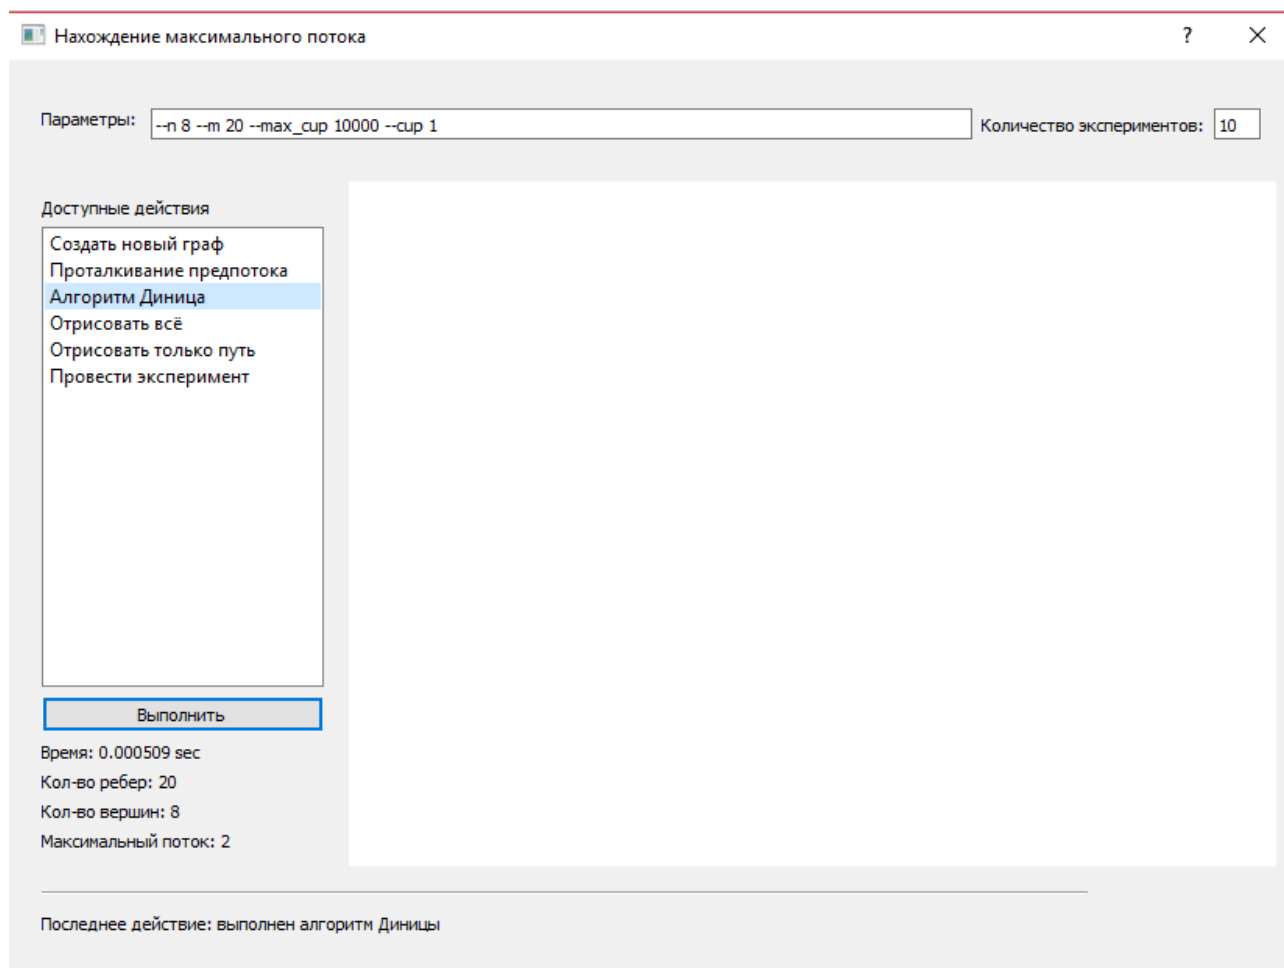 Нахождение максимального потока
?
Параметры: --n 8 --m 20 --max_cup 10000 --cup 1 Количество экспериментов: 10
Доступные действия
Создать новый граф
Проталкивание предпотока
Алгоритм Диница
Отрисовать всё
Отрисовать только путь
Провести эксперимент
Выполнить
Время: 0.000509 sec
Кол-во ребер: 20
Кол-во вершин: 8
Максимальный поток: 2
Последнее действие: выполнен алгоритм Диницы